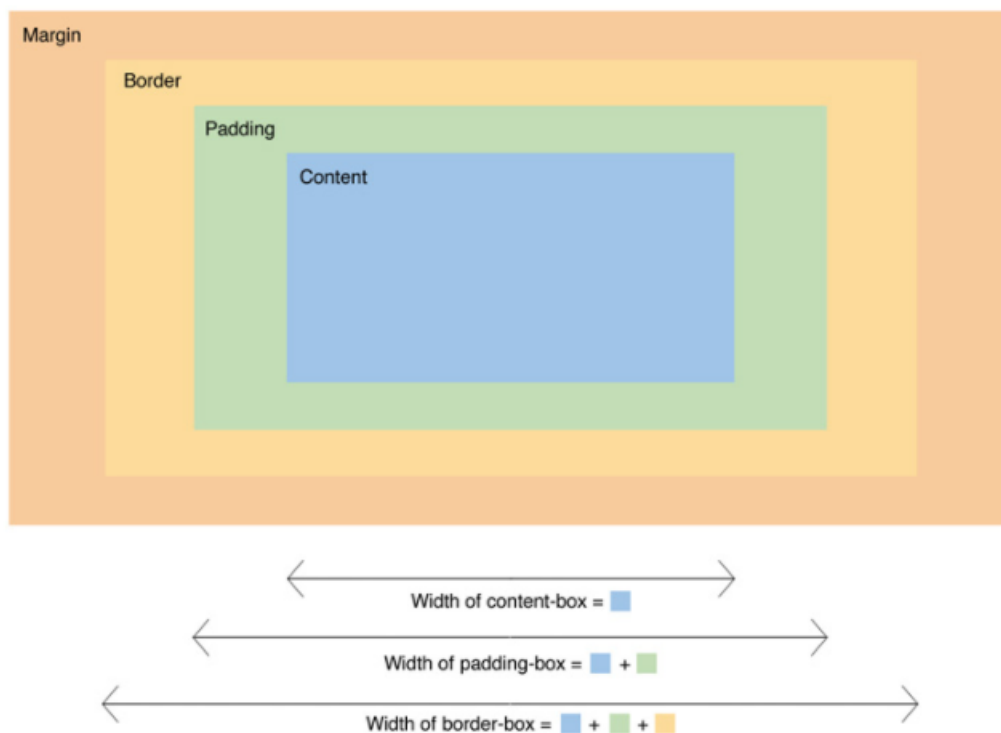 Margin
Border
Padding
Content
Width of content-box =
Width of padding-box = +
Width of border-box = + +